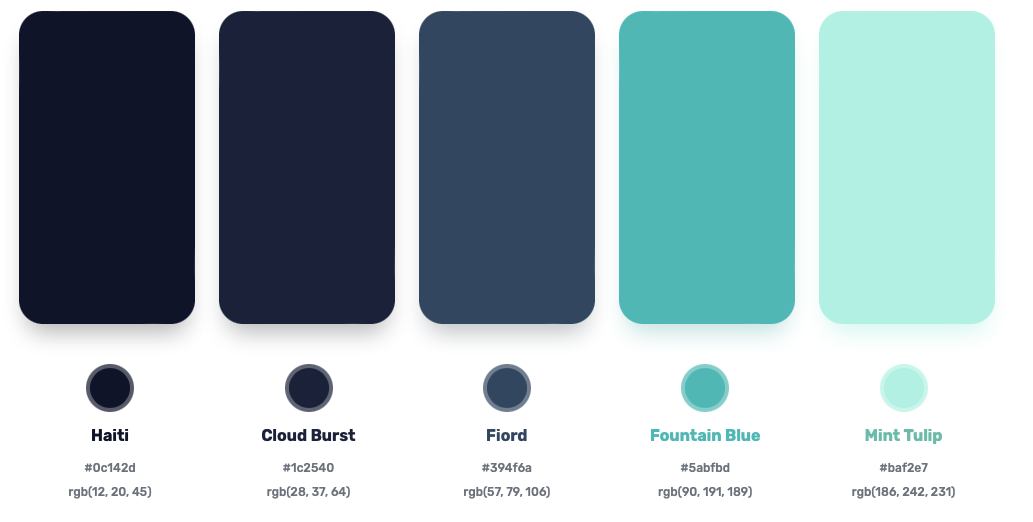 Haiti
#0c142d
rgb(12, 20, 45)
Cloud Burst
#1c2540
rgb(28, 37, 64)
Fiord
#394f6a
rgb(57, 79, 106)
Fountain Blue
#5abfbd
rgb(90, 191, 189)
Mint Tulip
#baf2e7
rgb(186, 242, 231)